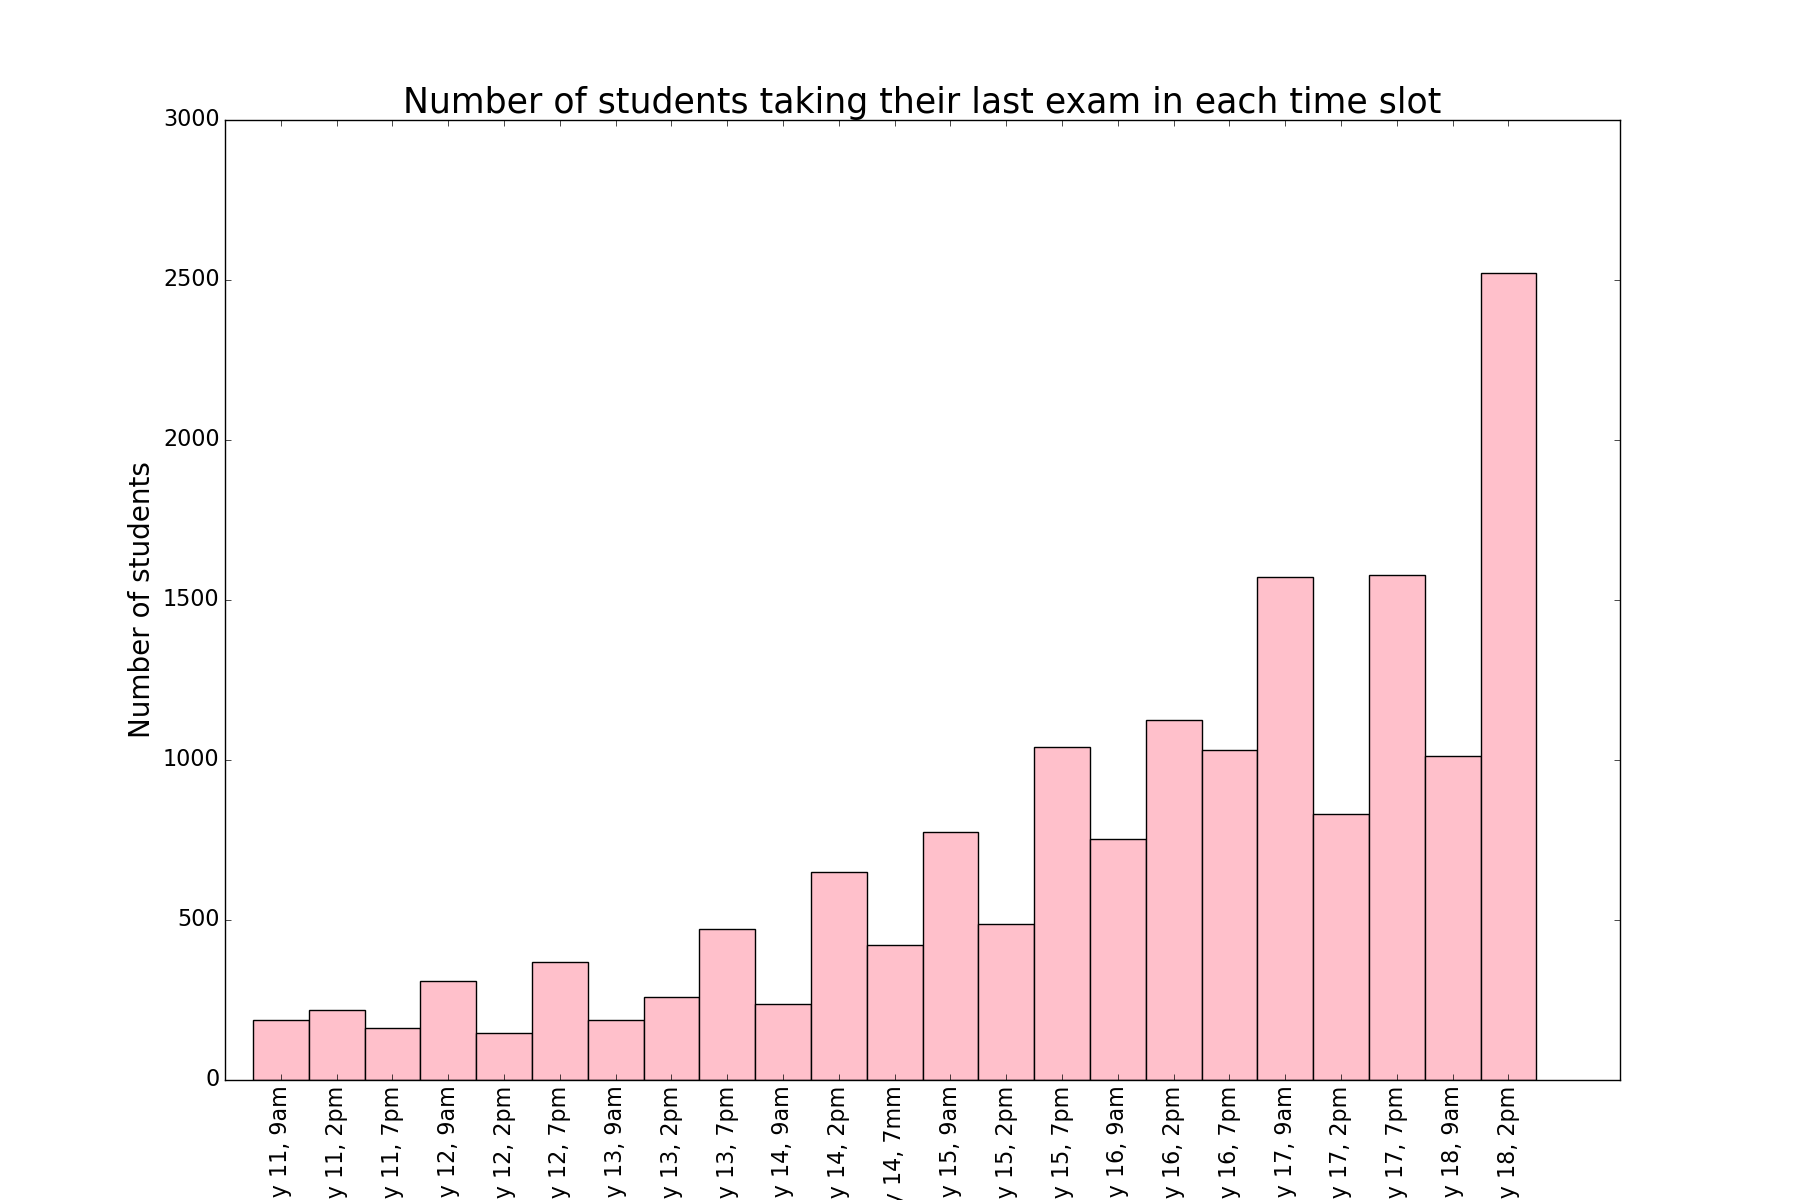 Number of students taking their last exam in each time slot
3000
2500
2000
1500
1000
500
0
Number of students
y 11, 9am
y 11, 2pm
y 11, 7pm
y 12, 9am
y 12, 2pm
y 12, 7pm
y 13, 9am
y 13, 2pm
y 13, 7pm
y 14, 9am
y 14, 2pm
y 14, 7mm
y 15, 9am
y 15, 2pm
y 15, 7pm
y 16, 9am
y 16, 2pm
y 16, 7pm
y 17, 9am
y 17, 2pm
y 17, 7pm
y 18, 9am
y 18, 2pm